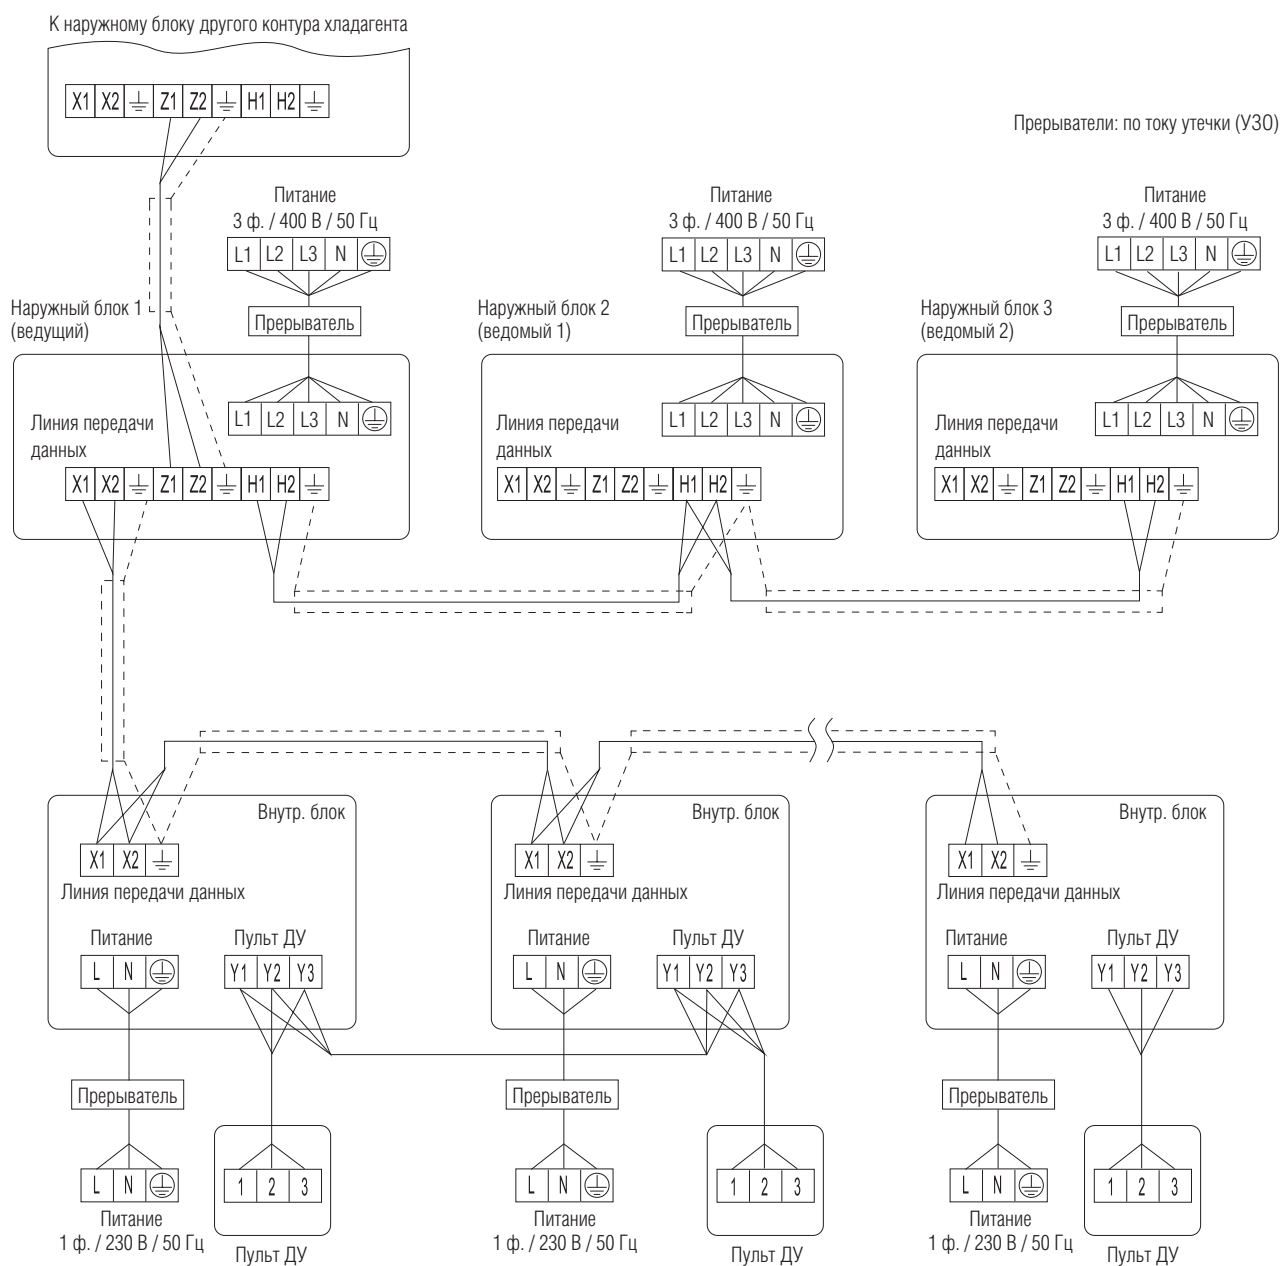 К наружному блоку другого контура хладагента
X1 X2 Z1 Z2 H1 H2
Прерыватели: по току утечки (УЗО)
Питание
3 ф. / 400 В / 50 Гц
L1 L2 L3 N
Прерыватель
Питание
3 ф. / 400 В / 50 Гц
L1 L2 L3 N
Прерыватель
Питание
3 ф. / 400 В / 50 Гц
L1 L2 L3 N
Прерыватель
Наружный блок 1
(ведущий)
L1 L2 L3 N
Линия передачи
данных
X1 X2 Z1 Z2 H1 H2
Наружный блок 2
(ведомый 1)
L1 L2 L3 N
Линия передачи
данных
X1 X2 Z1 Z2 H1 H2
Наружный блок 3
(ведомый 2)
L1 L2 L3 N
Линия передачи
данных
X1 X2 Z1 Z2 H1 H2
Внутр. блок
X1 X2
Линия передачи данных
Питание
L N
Пульт ДУ
Y1 Y2 Y3
Прерыватель
L N
Питание
1 ф. / 230 В / 50 Гц
1 2 3
Пульт ДУ
Внутр. блок
X1 X2
Линия передачи данных
Питание
L N
Пульт ДУ
Y1 Y2 Y3
Прерыватель
L N
Питание
1 ф. / 230 В / 50 Гц
1 2 3
Пульт ДУ
Внутр. блок
X1 X2
Линия передачи данных
Питание
L N
Пульт ДУ
Y1 Y2 Y3
Прерыватель
L N
Питание
1 ф. / 230 В / 50 Гц
1 2 3
Пульт ДУ